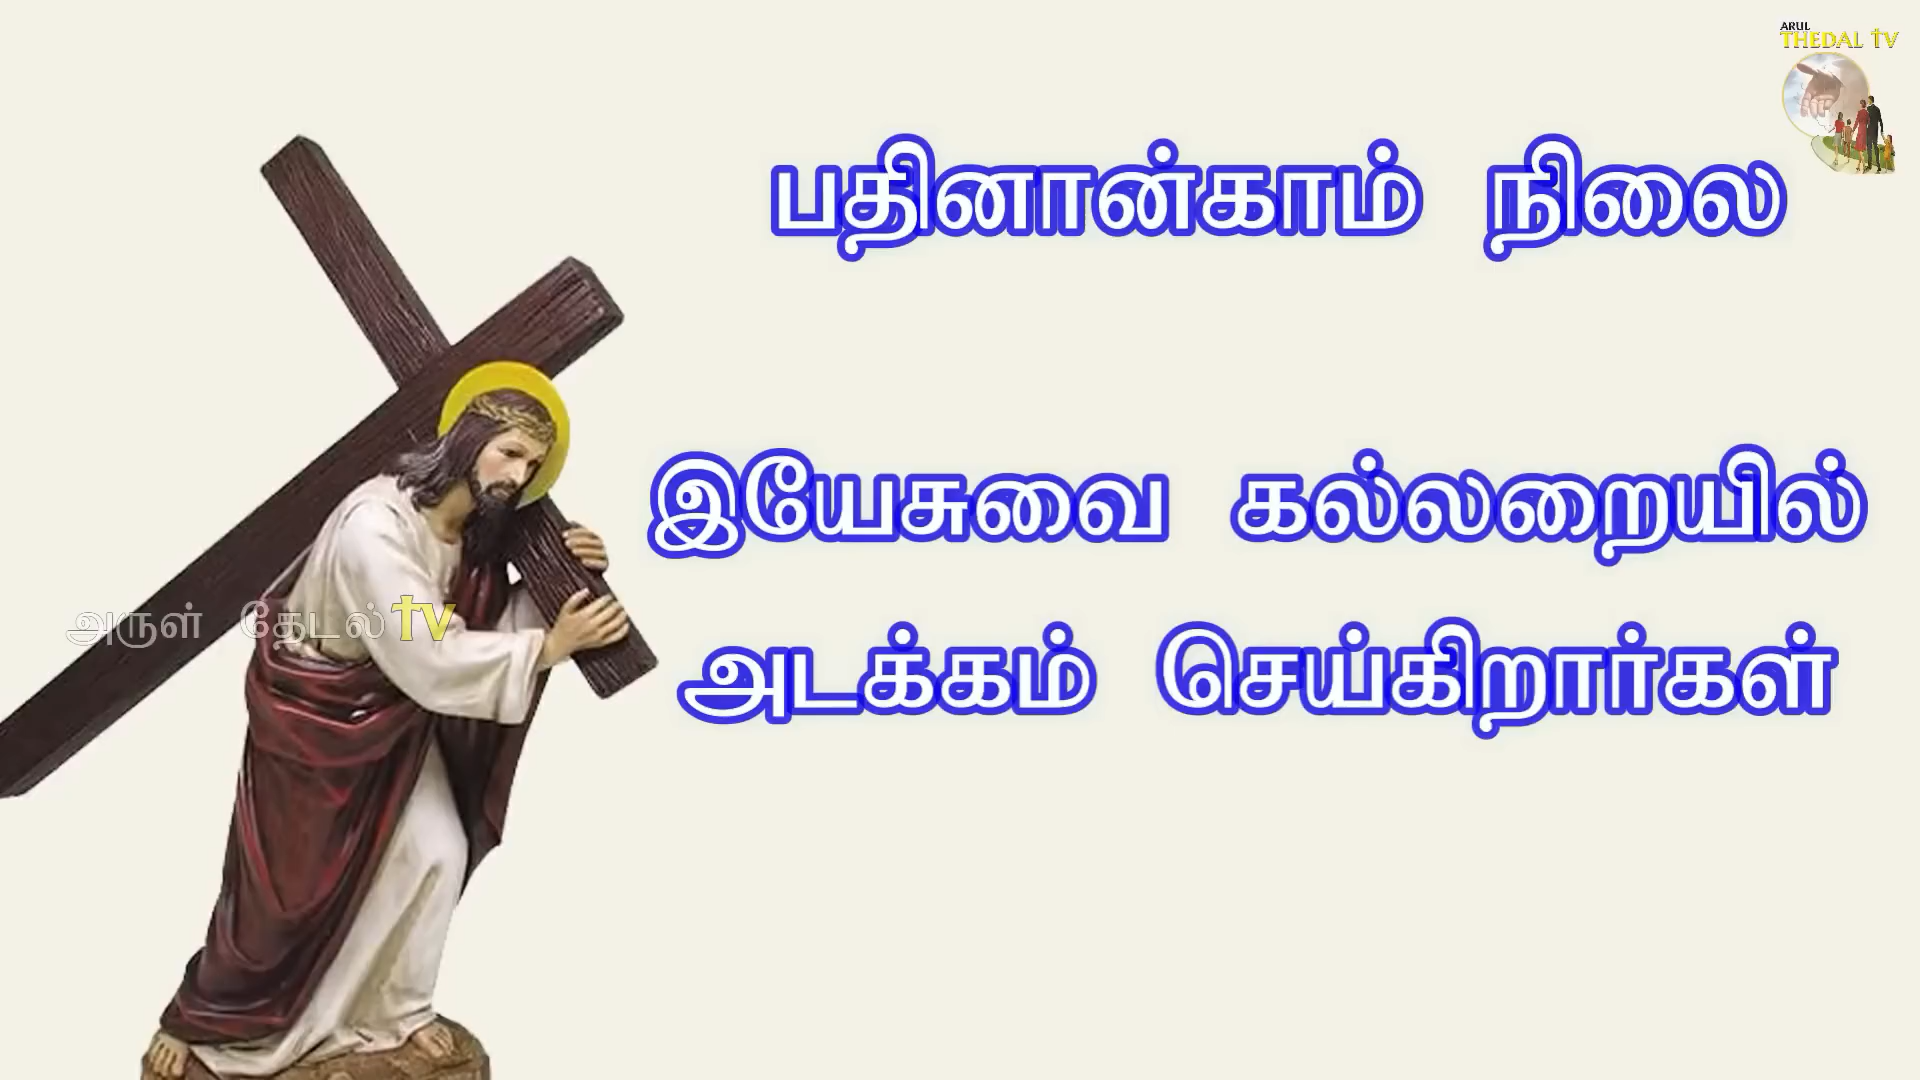 ARUL
THEDAL TV
பதினான்காம் நிலை
இயேசுவை கல்லறையில்
அருள் தேடல் TV
அடக்கம் செய்கிறார்கள்